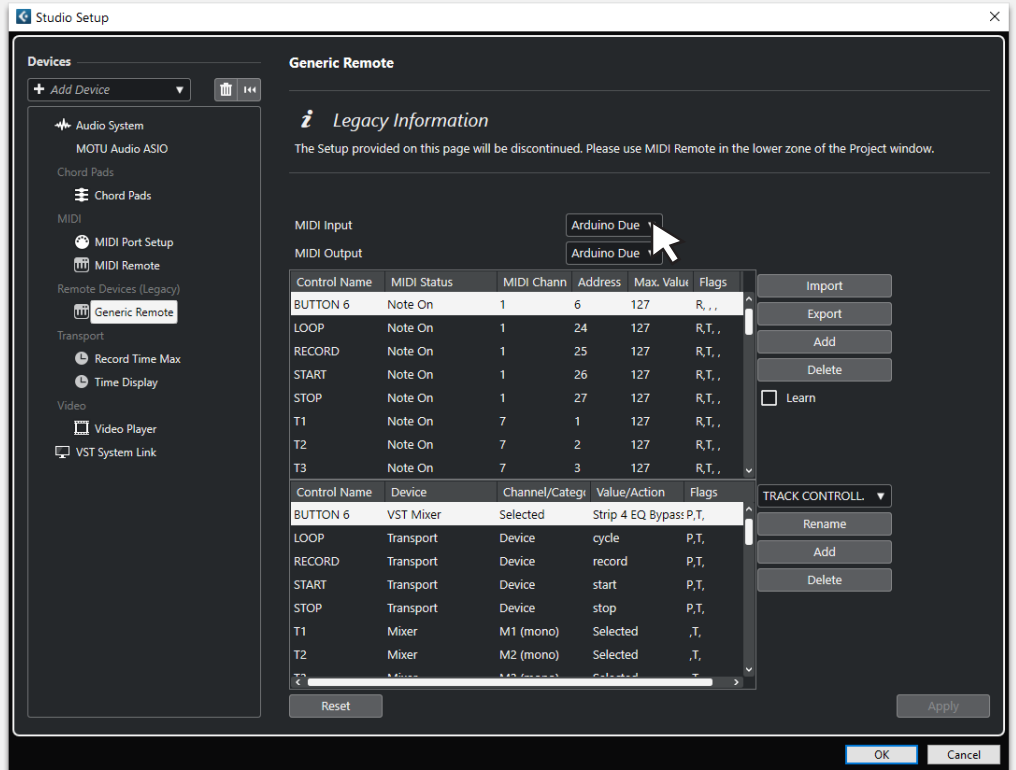 Studio Setup
Devices
Generic Remote
+ Add Device
Legacy Information
The Setup provided on this page will be discontinued. Please use MIDI Remote in the lower zone of the Project window.
Audio System
MOTU Audio ASIO
Chord Pads
Chord Pads
MIDI
MIDI Port Setup
MIDI Remote
Remote Devices (Legacy)
Generic Remote
Transport
Record Time Max
Time Display
Video
Video Player
VST System Link
MIDI Input Arduino Due
MIDI Output Arduino Due
Control Name MIDI Status MIDI Chann Address Max. Value Flags
BUTTON 6 Note On 1 6 127 R, , ,
LOOP Note On 1 24 127 R,T, ,
RECORD Note On 1 25 127 R,T, ,
START Note On 1 26 127 R,T, ,
STOP Note On 1 27 127 R,T, ,
T1 Note On 7 1 127 R,T, ,
T2 Note On 7 2 127 R,T, ,
T3 Note On 7 3 127 R,T, ,
Import
Export
Add
Delete
Learn
Control Name Device Channel/Catego Value/Action Flags
BUTTON 6 VST Mixer Selected Strip 4 EQ Bypass P,T,
LOOP Transport Device cycle P,T,
RECORD Transport Device record P,T,
START Transport Device start P,T,
STOP Transport Device stop P,T,
T1 Mixer M1 (mono) Selected ,T,
T2 Mixer M2 (mono) Selected ,T,
T3 Mixer M3 (mono) Selected ,T,
TRACK CONTROLL.
Rename
Add
Delete
Reset
Apply
OK
Cancel